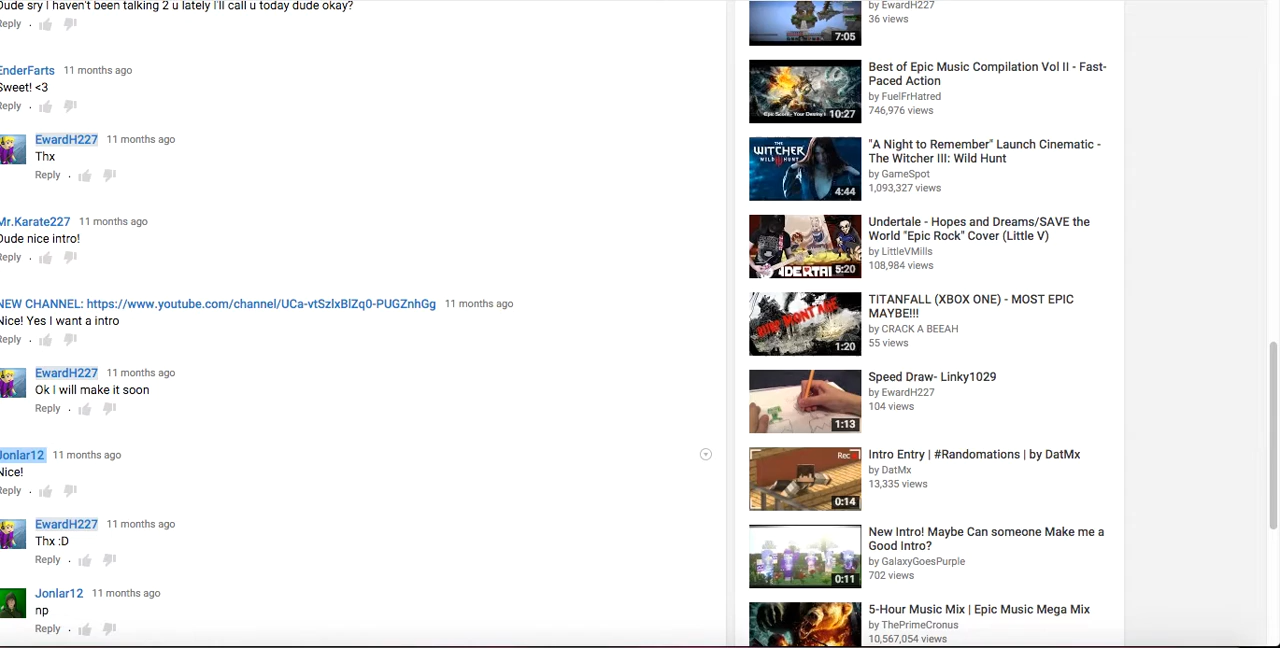 Dude sry I haven't been talking 2 u lately I'll call u today dude okay?
Reply .
EnderFarts 11 months ago
Sweet! <3
Reply .
EwardH227 11 months ago
Thx
Reply .
Mr.Karate227 11 months ago
Dude nice intro!
Reply .
NEW CHANNEL: https://www.youtube.com/channel/UCa-vtSzlxBlZq0-PUGZnhGg 11 months ago
Nice! Yes I want a intro
Reply .
EwardH227 11 months ago
Ok I will make it soon
Reply .
Jonlar12 11 months ago
Nice!
Reply .
EwardH227 11 months ago
Thx :D
Reply .
Jonlar12 11 months ago
np
Reply .
by EwardH227
36 views
7:05
Best of Epic Music Compilation Vol II - Fast-
Paced Action
by FuelFrHatred
746,976 views
10:27
"A Night to Remember" Launch Cinematic -
The Witcher III: Wild Hunt
by GameSpot
1,093,327 views
THE
WITCHER
WILD HUNT
4:44
Undertale - Hopes and Dreams/SAVE the
World "Epic Rock" Cover (Little V)
by LittleVMills
108,984 views
5:20
TITANFALL (XBOX ONE) - MOST EPIC
MAYBE!!!
by CRACK A BEEAH
55 views
1:20
Speed Draw- Linky1029
by EwardH227
104 views
1:13
Intro Entry | #Randomations | by DatMx
by DatMx
13,335 views
Rec
0:14
New Intro! Maybe Can someone Make me a
Good Intro?
by GalaxyGoesPurple
702 views
0:11
5-Hour Music Mix | Epic Music Mega Mix
by ThePrimeCronus
10,567,054 views